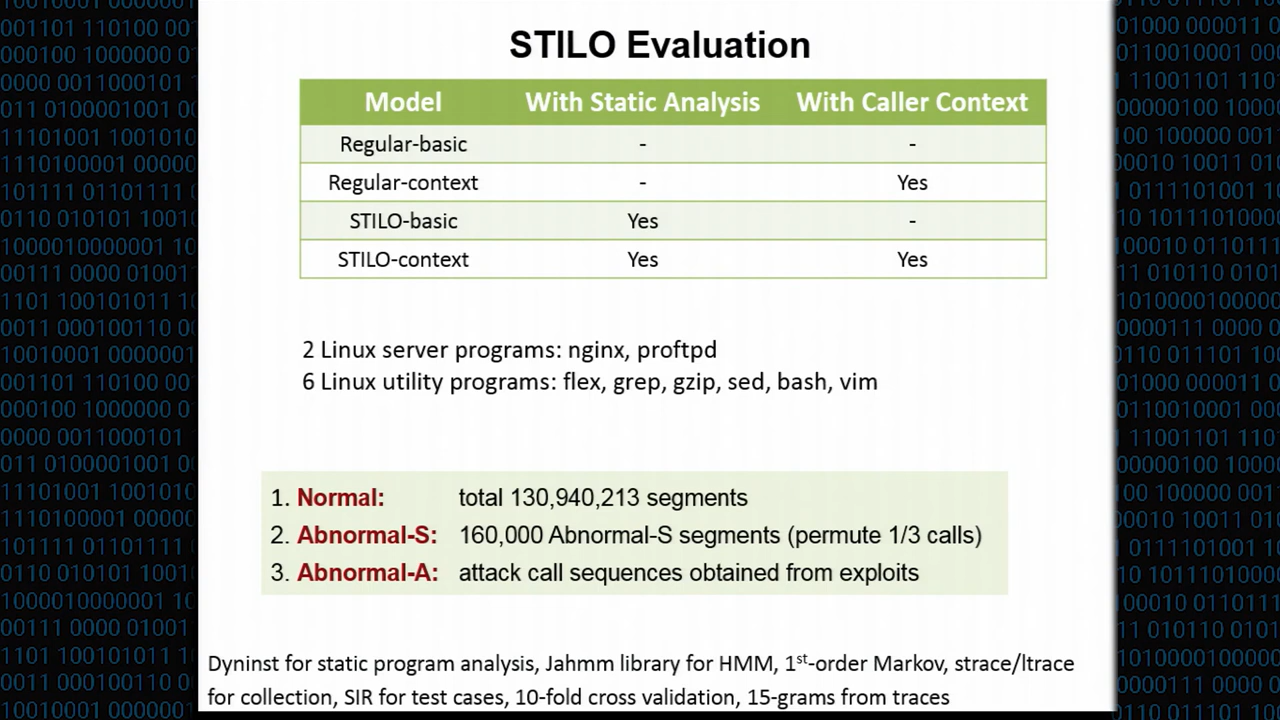 STILO Evaluation
Model With Static Analysis With Caller Context
Regular-basic - -
Regular-context - Yes
STILO-basic Yes -
STILO-context Yes Yes
2 Linux server programs: nginx, proftpd
6 Linux utility programs: flex, grep, gzip, sed, bash, vim
1. Normal: total 130,940,213 segments
2. Abnormal-S: 160,000 Abnormal-S segments (permute 1/3 calls)
3. Abnormal-A: attack call sequences obtained from exploits
Dyninst for static program analysis, Jahmm library for HMM, 1st-order Markov, strace/ltrace
for collection, SIR for test cases, 10-fold cross validation, 15-grams from traces